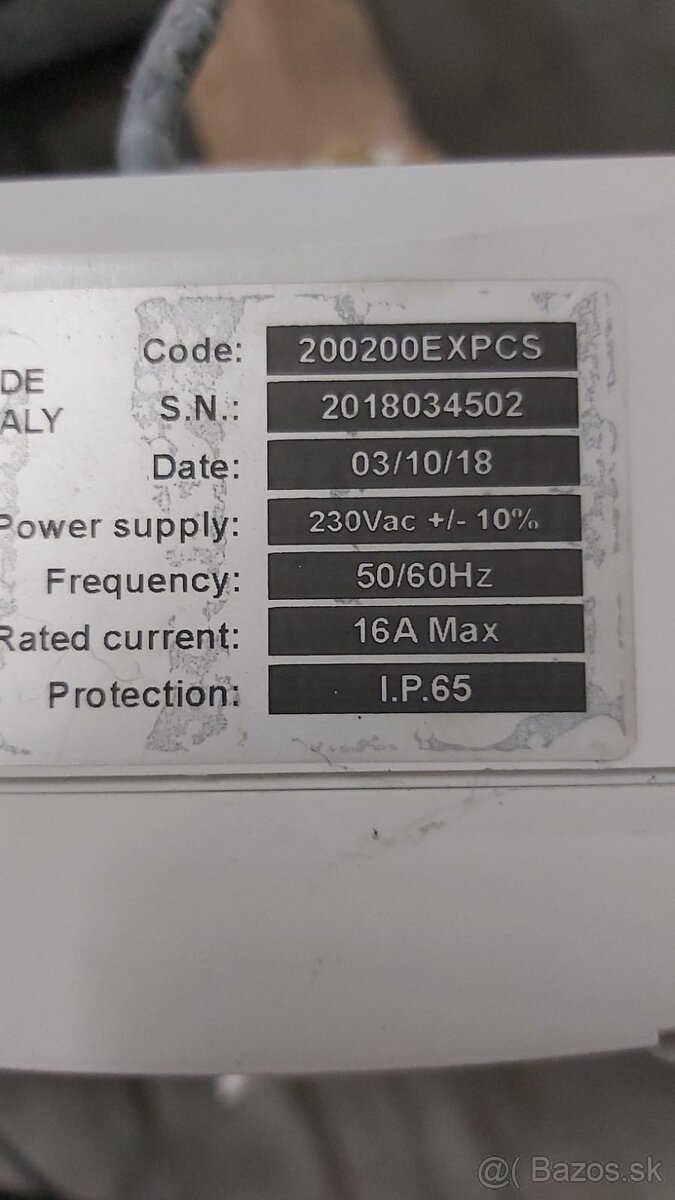 Code: 200200EXPCS
DE
ALY
S.N.: 2018034502
Date: 03/10/18
Power supply: 230Vac +/- 10%
Frequency: 50/60Hz
Rated current: 16A Max
Protection: I.P.65
@( Bazos.sk